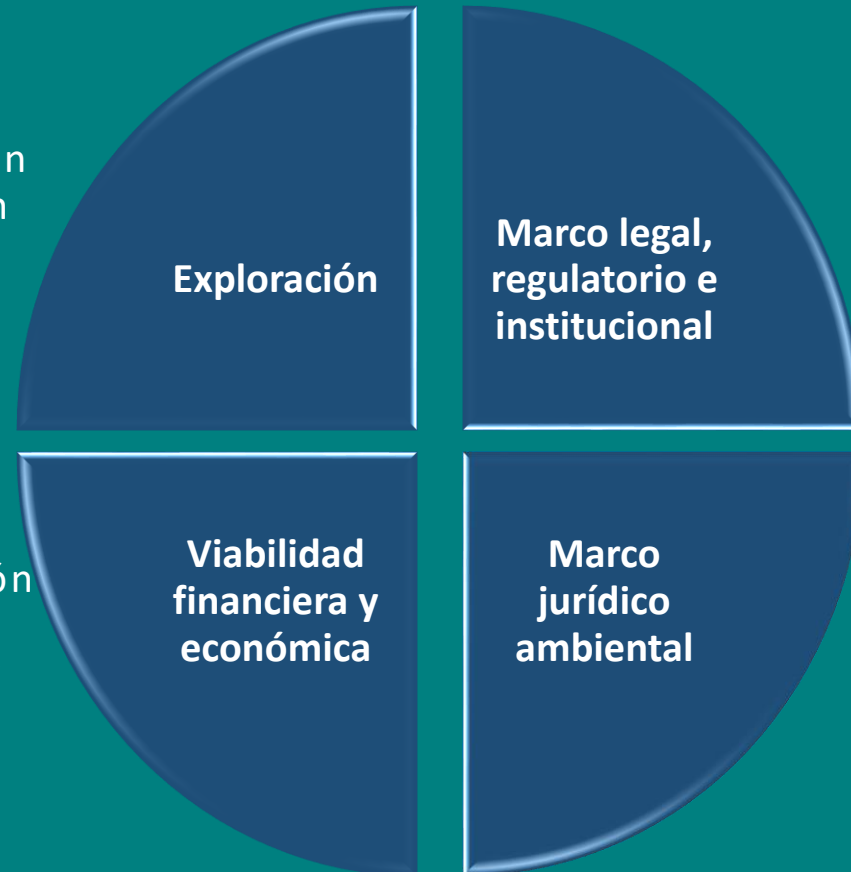 Exploración
Marco legal,
regulatorio e
institucional
Viabilidad
financiera y
económica
Marco
jurídico
ambiental